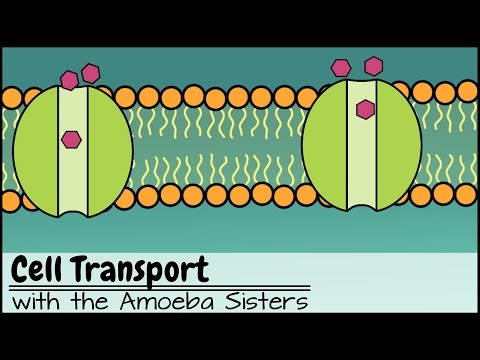 Cell Transport
with the Amoeba Sisters